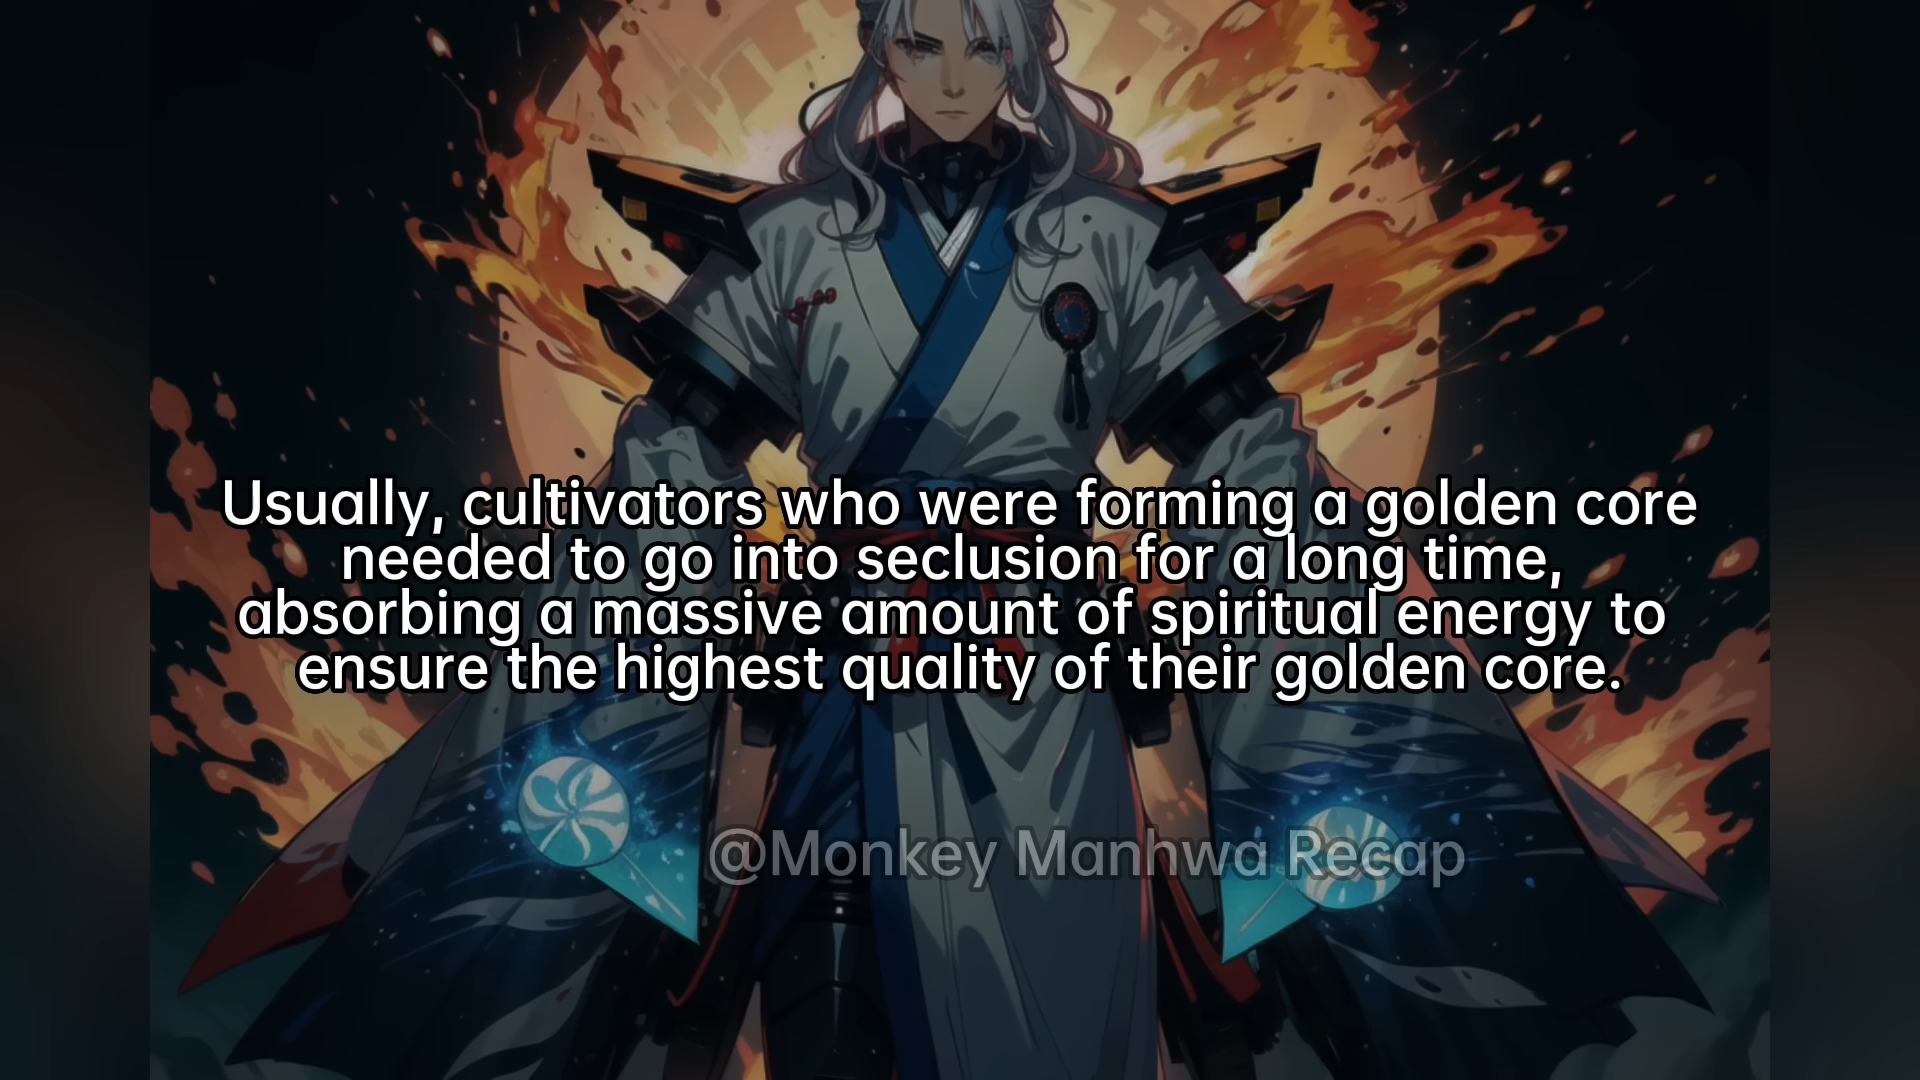 Usually, cultivators who were forming a golden core
needed to go into seclusion for a long time,
absorbing a massive amount of spiritual energy to
ensure the highest quality of their golden core.
@Monkey Manhwa Recap